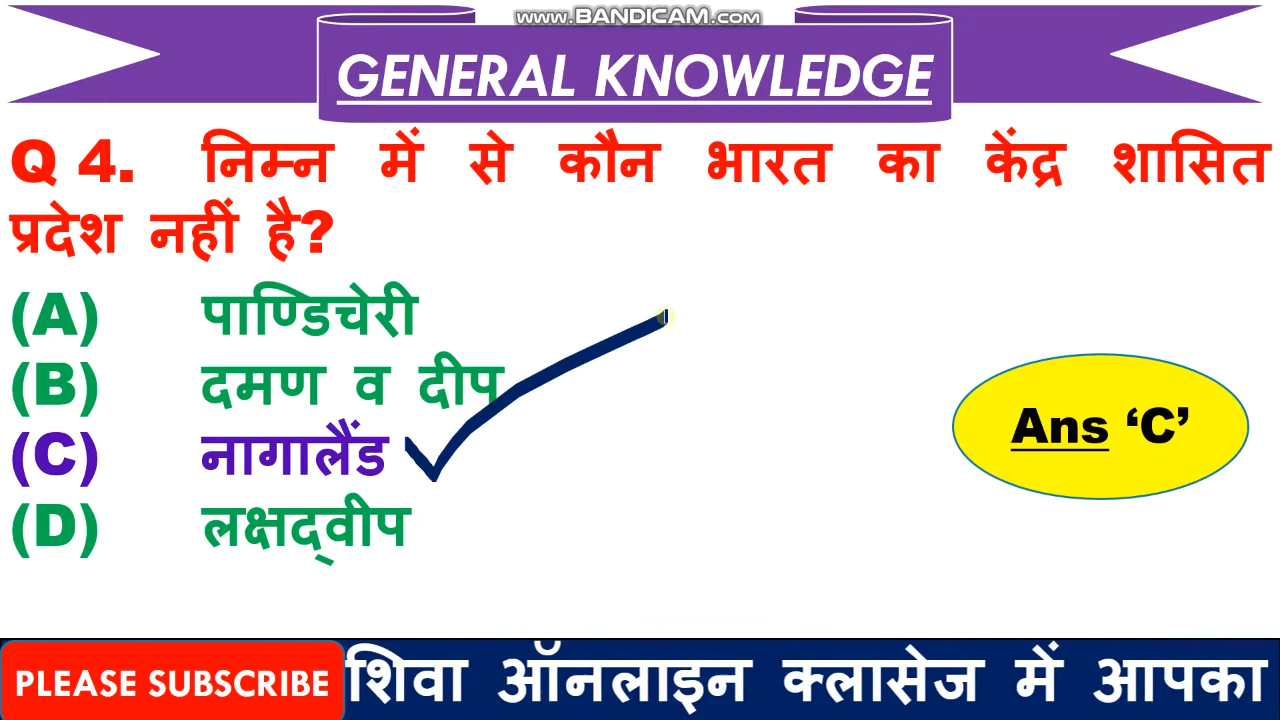 www.BANDICAM.com
GENERAL KNOWLEDGE
Q 4. निम्न में से कौन भारत का केंद्र शासित
प्रदेश नहीं है?
(A) पाण्डिचेरी
(B) दमण व दीप
(C) नागालैंड
(D) लक्षद्वीप
Ans ‘C’
PLEASE SUBSCRIBE
शिवा ऑनलाइन क्लासेज में आपका